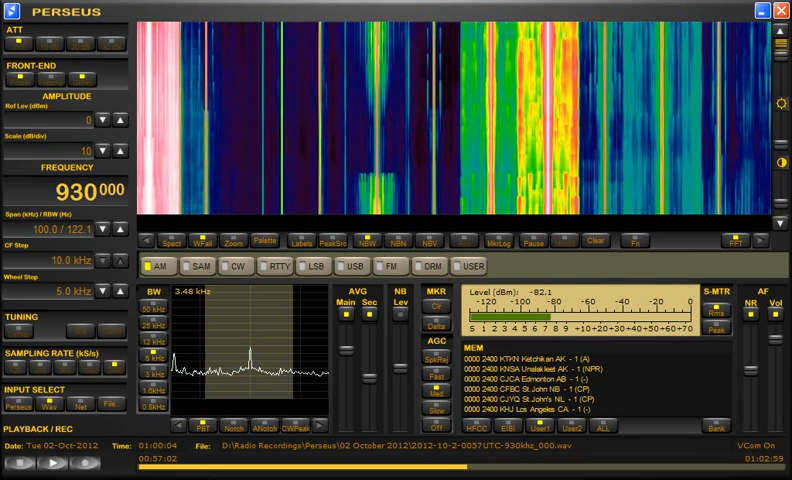 PERSEUS
ATT
FRONT-END
AMPLITUDE
Ref Lev (dBm)
0
Scale (dB/div)
10
FREQUENCY
930000
Span (kHz) / RBW (Hz)
100.0 / 122.1
CF Step
10.0 kHz
Wheel Step
5.0 kHz
TUNING
SAMPLING RATE (kS/s)
INPUT SELECT
Perseus Wav Net File..
Spect WFall Zoom Palette Labels PeakSrc NBW NBN NBV MkrLog Pause Clear Fn FFT
AM SAM CW RTTY LSB USB FM DRM USER
BW
50 kHz
25 kHz
12 kHz
6 kHz
3 kHz
1.6kHz
0.8kHz
3.48 kHz
PBT Notch ANotch CWPeak
AVG
Main Sec
NB
Lev
MKR
Clr
Delta
AGC
SpkRej
Fast
Med
Slow
Off
Level (dBm): -82.1
-120 -100 -80 -60 -40 -20 0
S 1 2 3 4 5 6 7 8 9 +10 +20 +30 +40 +50 +60 +70
S-MTR
Rms
Peak
AF
NR Vol
MEM
0000 2400 KTKN Ketchikan AK - 1 (A)
0000 2400 KNSA Unalakleet AK - 1 (NPR)
0000 2400 CJCA Edmonton AB - 1 (-)
0000 2400 CFBC St.John NB - 1 (CP)
0000 2400 CJYQ St.John's NL - 1 (CP)
0000 2400 KHJ Los Angeles CA - 1 (-)
HFCC EIBI User1 User2 ALL Bank
PLAYBACK / REC
Date: Tue 02-Oct-2012 Time: 01:00:04 File: D:\Radio Recordings\Perseus\02 October 2012\2012-10-2-0057UTC-930khz_000.wav VCom On
00:57:02 01:02:59